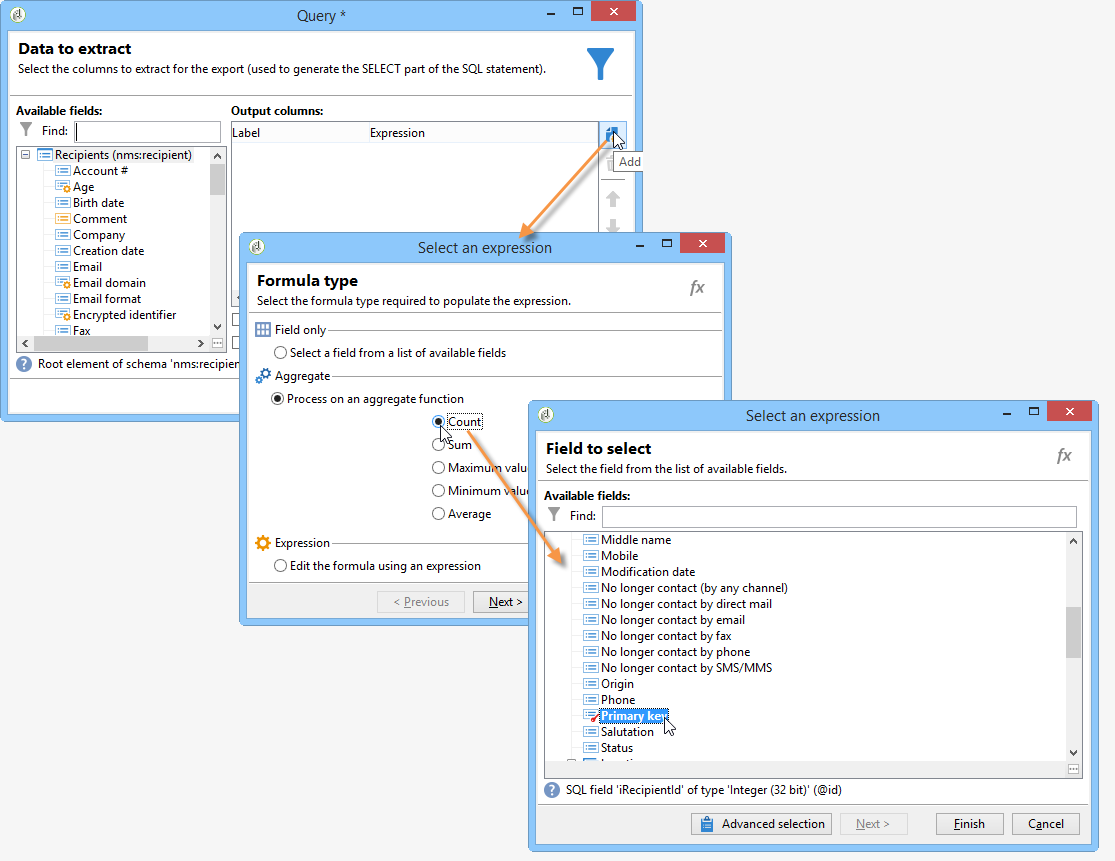 Query *
Data to extract
Select the columns to extract for the export (used to generate the SELECT part of the SQL statement).
Available fields:
Find:
Recipients (nms:recipient)
Account #
Age
Birth date
Comment
Company
Creation date
Email
Email domain
Email format
Encrypted identifier
Fax
Root element of schema 'nms:recipien
Output columns:
Label Expression
Add
Select an expression
Formula type
Select the formula type required to populate the expression.
fx
Field only
Select a field from a list of available fields
Aggregate
Process on an aggregate function
Count
Sum
Maximum valu
Minimum value
Average
Expression
Edit the formula using an expression
< Previous Next >
Select an expression
Field to select
Select the field from the list of available fields.
fx
Available fields:
Find:
Middle name
Mobile
Modification date
No longer contact (by any channel)
No longer contact by direct mail
No longer contact by email
No longer contact by fax
No longer contact by phone
No longer contact by SMS/MMS
Origin
Phone
Primary key
Salutation
Status
SQL field 'iRecipientId' of type 'Integer (32 bit)' (@id)
Advanced selection Next > Finish Cancel